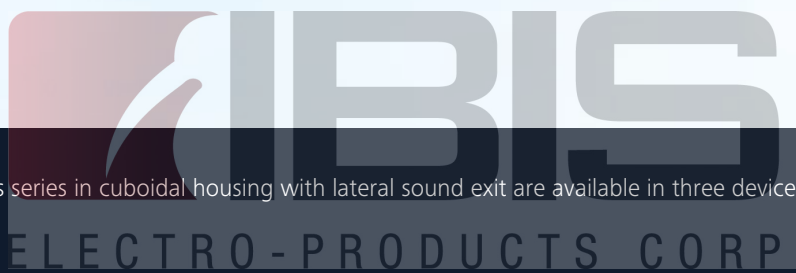 IBIS
s series in cuboidal housing with lateral sound exit are available in three device
ELECTRO-PRODUCTS CORP